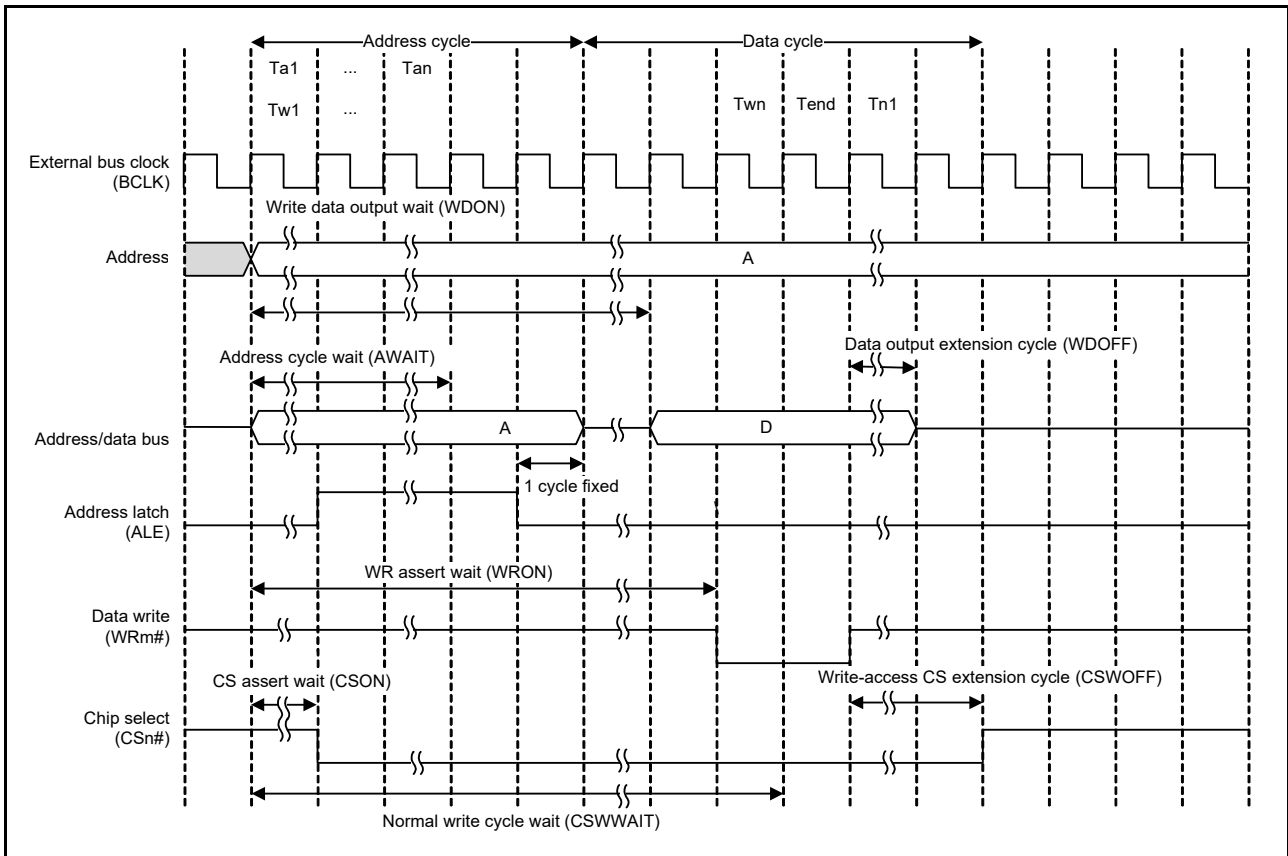 Address cycle Data cycle
Ta1 ... Tan
Tw1 ... Twn Tend Tn1
External bus clock
(BCLK)
Write data output wait (WDON)
Address
A
Data output extension cycle (WDOFF)
Address cycle wait (AWAIT)
Address/data bus
A D
1 cycle fixed
Address latch
(ALE)
WR assert wait (WRON)
Data write
(WRm#)
Write-access CS extension cycle (CSWOFF)
CS assert wait (CSON)
Chip select
(CSn#)
Normal write cycle wait (CSWWAIT)